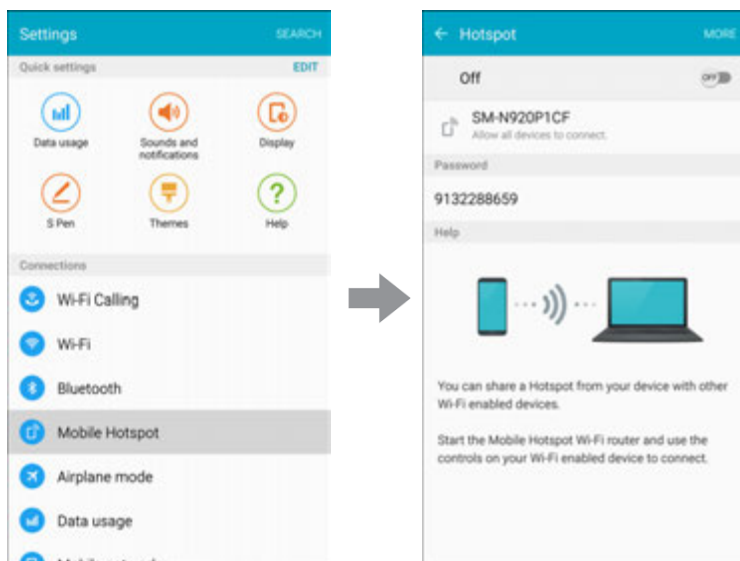 Settings
SEARCH
Quick settings
EDIT
Data usage
Sounds and
notifications
Display
S Pen
Themes
Help
Connections
Wi-Fi Calling
Wi-Fi
Bluetooth
Mobile Hotspot
Airplane mode
Data usage
Hotspot
MORE
Off
OFF
SM-N920P1CF
Allow all devices to connect.
Password
9132288659
Help
You can share a Hotspot from your device with other
Wi-Fi enabled devices.
Start the Mobile Hotspot Wi-Fi router and use the
controls on your Wi-Fi enabled device to connect.